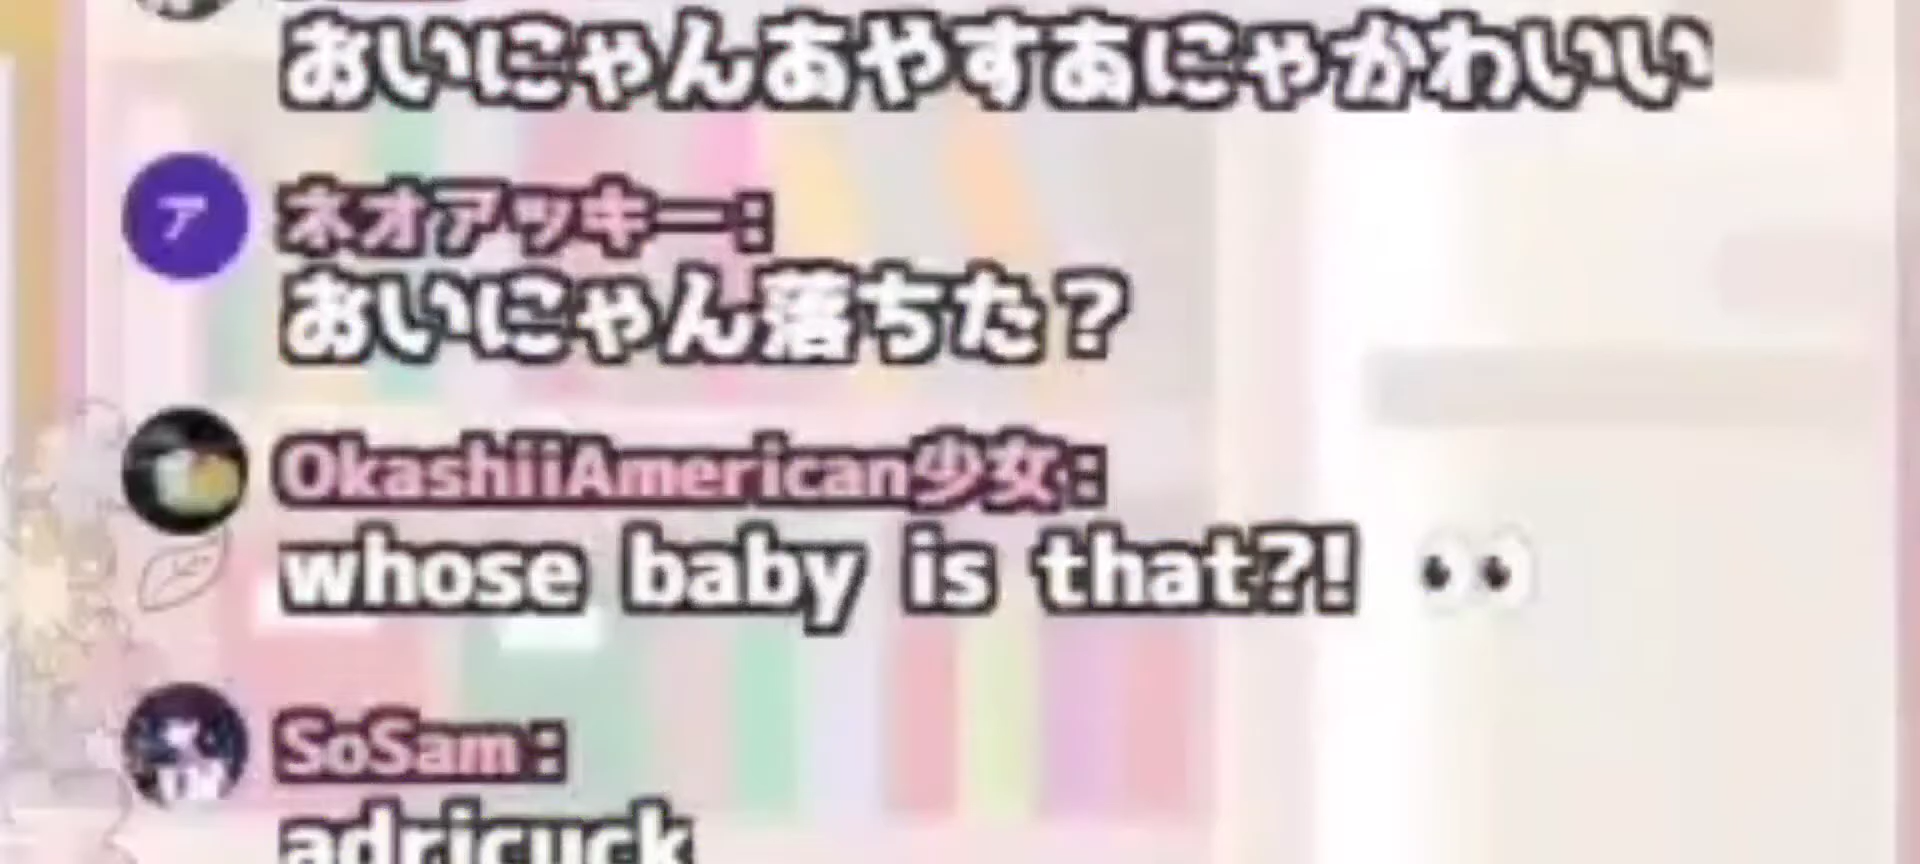 おいにゃんあやすあにゃかわいい
ア
ネオアッキー:
おいにゃん落ちた？
OkashiiAmerican少女:
whose baby is that?! 👀
SoSam:
adricuck